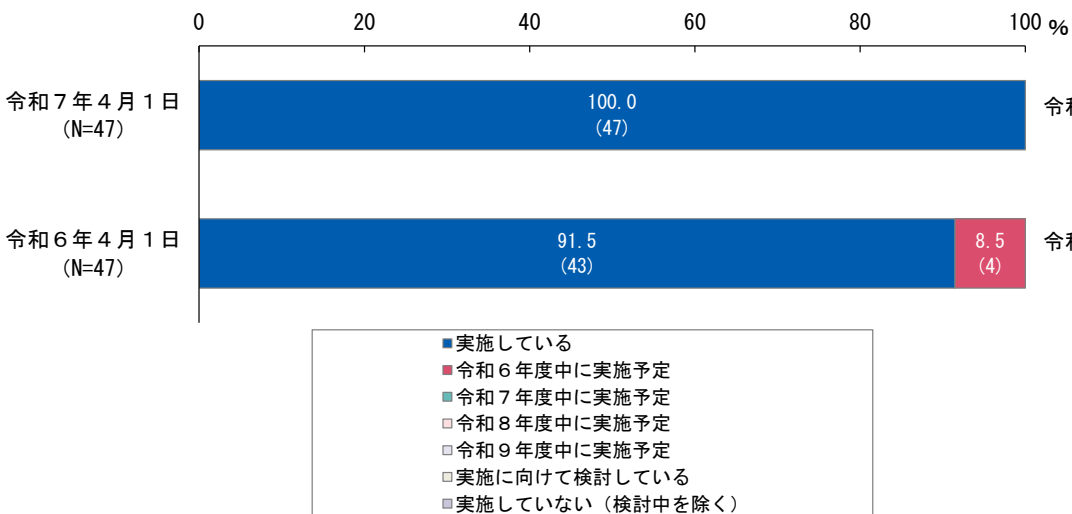 0 20 40 60 80 100 %
令和７年４月１日
(N=47)
100.0
(47)
令和
令和６年４月１日
(N=47)
91.5
(43)
8.5
(4)
令和
実施している
令和６年度中に実施予定
令和７年度中に実施予定
令和８年度中に実施予定
令和９年度中に実施予定
実施に向けて検討している
実施していない（検討中を除く）